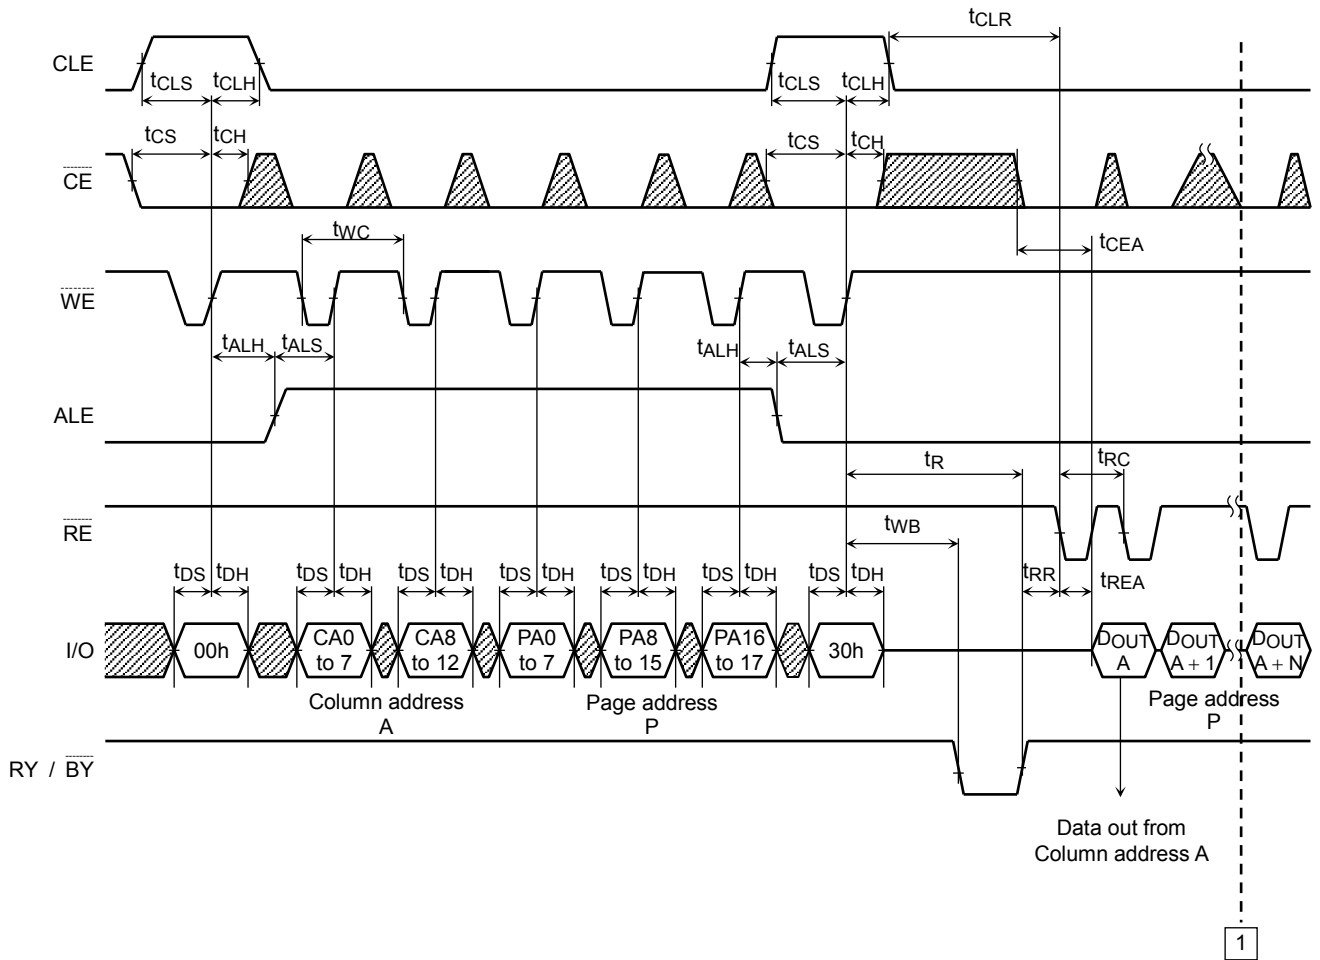 tCLR
CLE
tCLS tCLH tCLS tCLH
tCS tCH tCS tCH
CE
tWC
tCEA
WE
tALH tALS tALH tALS
ALE
tR tRC
RE
tWB
tDS tDH tDS tDH tDS tDH tDS tDH tDS tDH tDS tDH tDS tDH tRR tREA
I/O 00h CA0 to 7 CA8 to 12 PA0 to 7 PA8 to 15 PA16 to 17 30h DOUT A DOUT A + 1 DOUT A + N
Column address A
Page address P
Page address P
RY / BY
Data out from
Column address A
1